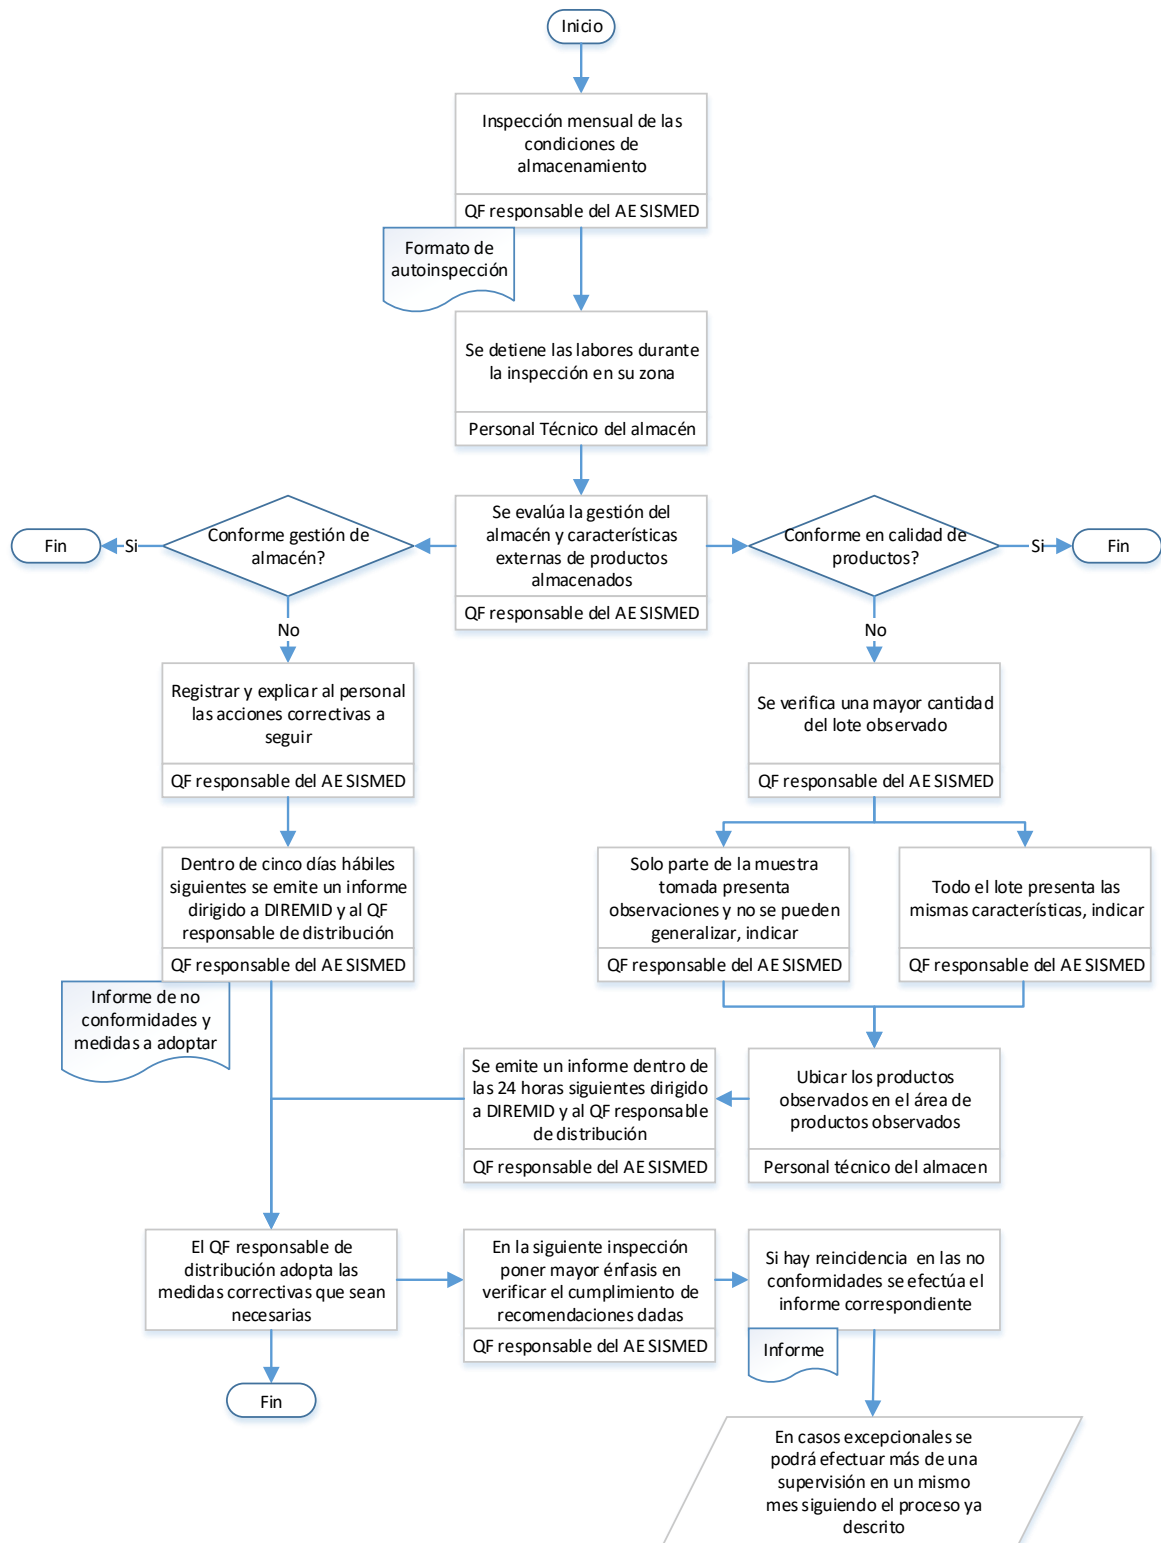 Inicio
Inspección mensual de las
condiciones de
almacenamiento
QF responsable del AE SISMED
Formato de
autoinspección
Se detiene las labores durante
la inspección en su zona
Personal Técnico del almacén
Se evalúa la gestión del
almacén y características
externas de productos
almacenados
QF responsable del AE SISMED
Conforme gestión de
almacén?
Si
Fin
Conforme en calidad de
productos?
Si
Fin
No
No
Registrar y explicar al personal
las acciones correctivas a
seguir
QF responsable del AE SISMED
Se verifica una mayor cantidad
del lote observado
QF responsable del AE SISMED
Dentro de cinco días hábiles
siguientes se emite un informe
dirigido a DIREMID y al QF
responsable de distribución
QF responsable del AE SISMED
Informe de no
conformidades y
medidas a adoptar
Solo parte de la muestra
tomada presenta
observaciones y no se pueden
generalizar, indicar
QF responsable del AE SISMED
Todo el lote presenta las
mismas características, indicar
QF responsable del AE SISMED
Se emite un informe dentro de
las 24 horas siguientes dirigido
a DIREMID y al QF responsable
de distribución
QF responsable del AE SISMED
Ubicar los productos
observados en el área de
productos observados
Personal técnico del almacen
El QF responsable de
distribución adopta las
medidas correctivas que sean
necesarias
Fin
En la siguiente inspección
poner mayor énfasis en
verificar el cumplimiento de
recomendaciones dadas
QF responsable del AE SISMED
Si hay reincidencia en las no
conformidades se efectúa el
informe correspondiente
Informe
En casos excepcionales se
podrá efectuar más de una
supervisión en un mismo
mes siguiendo el proceso ya
descrito